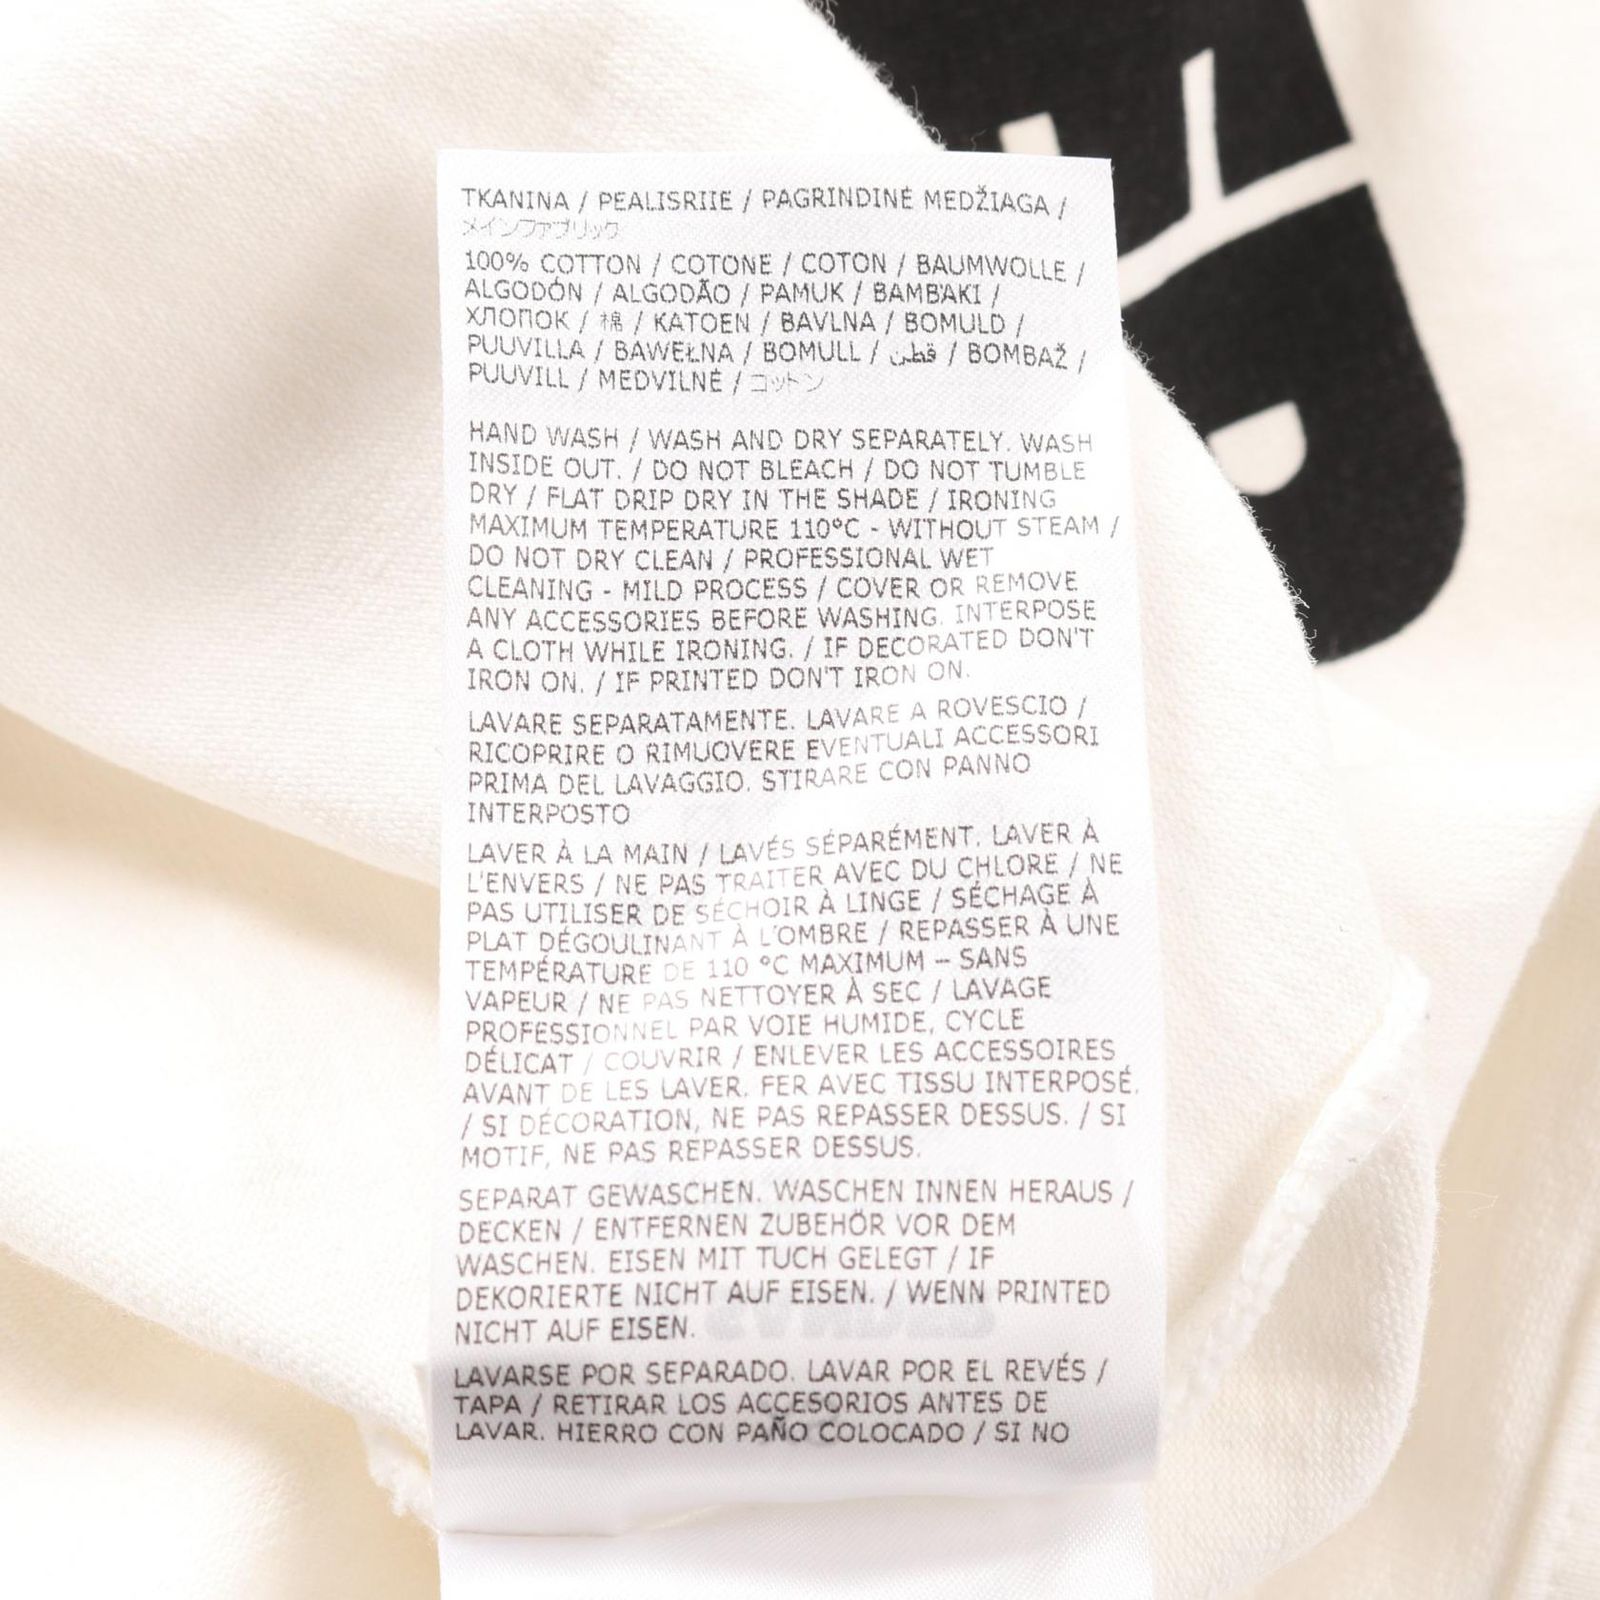 TKANINA / PEALISRIIE / PAGRINDINĖ MEDŽIAGA /
メインファブリック
100% COTTON / COTONE / COTON / BAUMWOLLE /
ALGODÓN / ALGODÃO / PAMUK / BAMBAKI /
ХЛОПОК / 棉 / KATOEN / BAVLNA / BOMULD /
PUUVILLA / BAWEŁNA / BOMULL / قطن / BOMBAŽ /
PUUVILL / MEDVILNĖ / コットン
HAND WASH / WASH AND DRY SEPARATELY. WASH
INSIDE OUT. / DO NOT BLEACH / DO NOT TUMBLE
DRY / FLAT DRIP DRY IN THE SHADE / IRONING
MAXIMUM TEMPERATURE 110°C - WITHOUT STEAM /
DO NOT DRY CLEAN / PROFESSIONAL WET
CLEANING - MILD PROCESS / COVER OR REMOVE
ANY ACCESSORIES BEFORE WASHING. INTERPOSE
A CLOTH WHILE IRONING. / IF DECORATED DON'T
IRON ON. / IF PRINTED DON'T IRON ON.
LAVARE SEPARATAMENTE. LAVARE A ROVESCIO /
RICOPRIRE O RIMUOVERE EVENTUALI ACCESSORI
PRIMA DEL LAVAGGIO. STIRARE CON PANNO
INTERPOSTO
LAVER À LA MAIN / LAVÉS SÉPARÉMENT. LAVER À
L'ENVERS / NE PAS TRAITER AVEC DU CHLORE / NE
PAS UTILISER DE SÉCHOIR À LINGE / SÉCHAGE À
PLAT DÉGOULINANT À L'OMBRE / REPASSER À UNE
TEMPÉRATURE DE 110 °C MAXIMUM – SANS
VAPEUR / NE PAS NETTOYER À SEC / LAVAGE
PROFESSIONNEL PAR VOIE HUMIDE, CYCLE
DÉLICAT / COUVRIR / ENLEVER LES ACCESSOIRES
AVANT DE LES LAVER. FER AVEC TISSU INTERPOSÉ.
/ SI DÉCORATION, NE PAS REPASSER DESSUS. / SI
MOTIF, NE PAS REPASSER DESSUS.
SEPARAT GEWASCHEN. WASCHEN INNEN HERAUS /
DECKEN / ENTFERNEN ZUBEHÖR VOR DEM
WASCHEN. EISEN MIT TUCH GELEGT / IF
DEKORIERTE NICHT AUF EISEN. / WENN PRINTED
NICHT AUF EISEN.
LAVARSE POR SEPARADO. LAVAR POR EL REVÉS /
TAPA / RETIRAR LOS ACCESORIOS ANTES DE
LAVAR. HIERRO CON PAÑO COLOCADO / SI NO